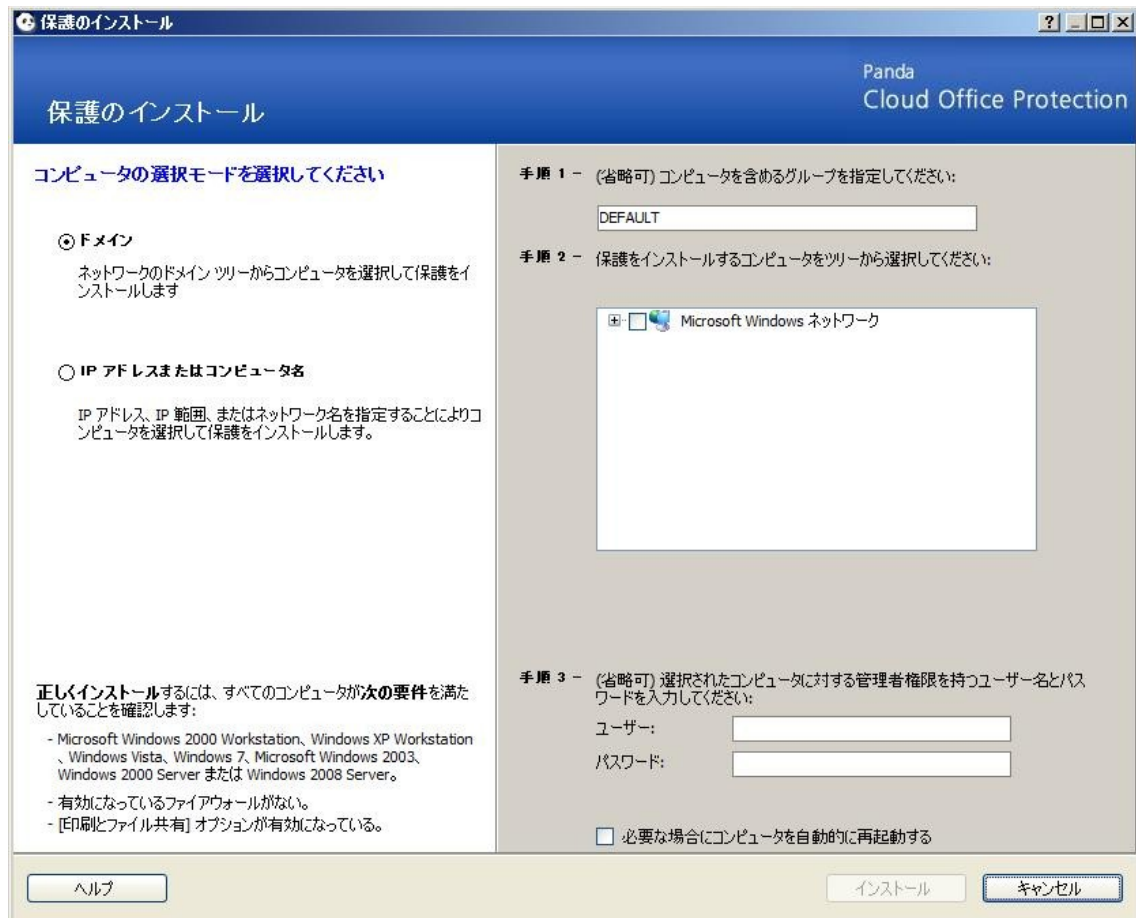 保護のインストール
保護のインストール
Panda
Cloud Office Protection
コンピュータの選択モードを選択してください
ドメイン
ネットワークのドメイン ツリーからコンピュータを選択して保護をイ
ンストールします
IP アドレスまたはコンピュータ名
IP アドレス、IP 範囲、またはネットワーク名を指定することによりコ
ンピュータを選択して保護をインストールします。
正しくインストールするには、すべてのコンピュータが次の要件を満た
していることを確認します:
- Microsoft Windows 2000 Workstation、Windows XP Workstation
、Windows Vista、Windows 7、Microsoft Windows 2003、
Windows 2000 Server または Windows 2008 Server。
- 有効になっているファイアウォールがない。
- [印刷とファイル共有] オプションが有効になっている。
手順 1 - (省略可) コンピュータを含めるグループを指定してください:
DEFAULT
手順 2 - 保護をインストールするコンピュータをツリーから選択してください:
Microsoft Windows ネットワーク
手順 3 - (省略可) 選択されたコンピュータに対する管理者権限を持つユーザー名とパス
ワードを入力してください:
ユーザー:
パスワード:
必要な場合にコンピュータを自動的に再起動する
ヘルプ
インストール
キャンセル